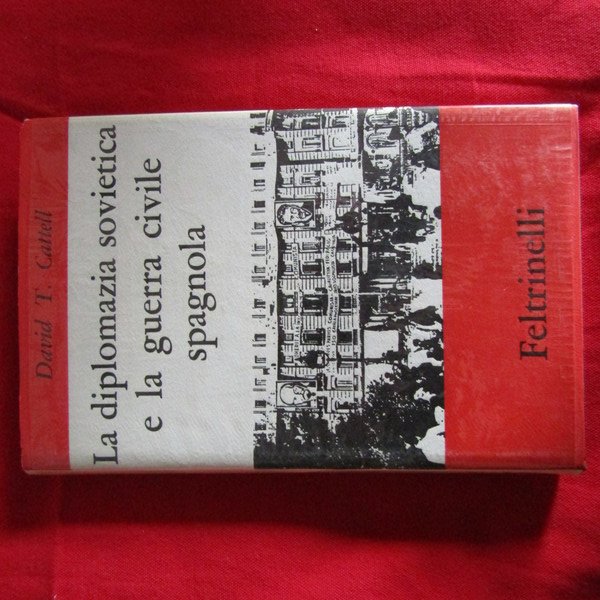 David T. Cattell
La diplomazia sovietica
e la guerra civile
spagnola
Feltrinelli